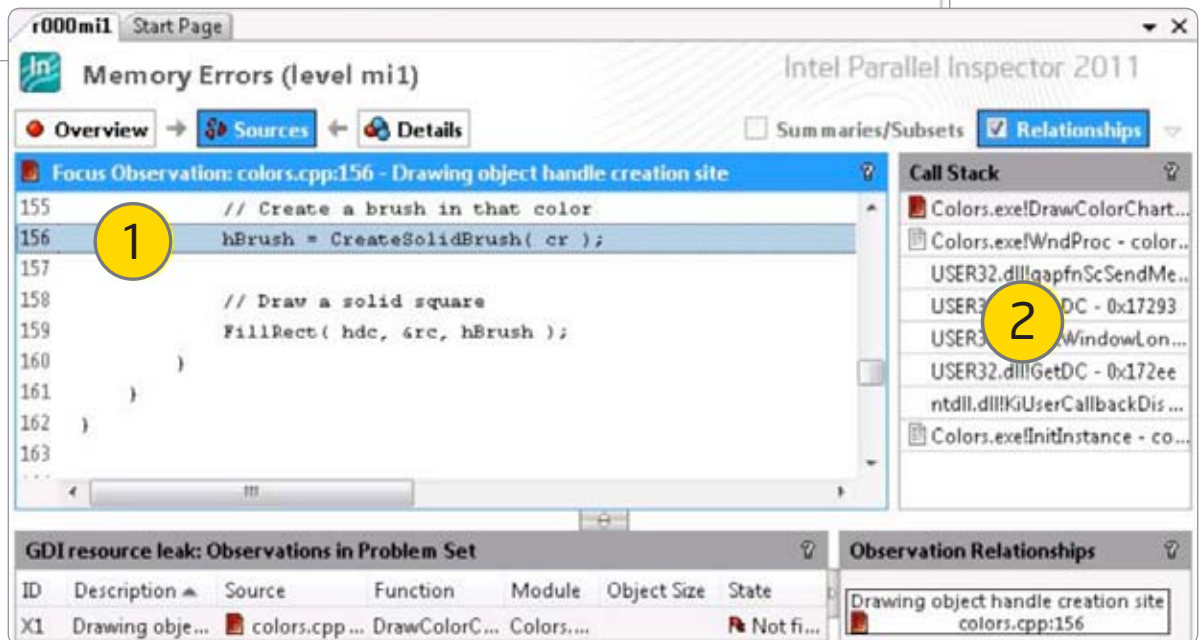 r000mi1 Start Page
Memory Errors (level mi1)
Intel Parallel Inspector 2011
Overview Sources Details
Summaries/Subsets Relationships
Focus Observation: colors.cpp:156 - Drawing object handle creation site
155 // Create a brush in that color
156 hBrush = CreateSolidBrush( cr );
157
158 // Draw a solid square
159 FillRect( hdc, &rc, hBrush );
160 }
161 }
162 }
163
1
Call Stack
Colors.exe!DrawColorChart...
Colors.exe!WndProc - color..
USER32.dll!gapfnScSendMe...
USER3 DC - 0x17293
USER3 WindowLon...
USER32.dll!GetDC - 0x172ee
ntdll.dll!KiUserCallbackDis...
Colors.exe!InitInstance - co...
2
GDI resource leak: Observations in Problem Set
ID Description Source Function Module Object Size State
X1 Drawing obje... colors.cpp ... DrawColorC... Colors.... Not fi...
Observation Relationships
Drawing object handle creation site
colors.cpp:156